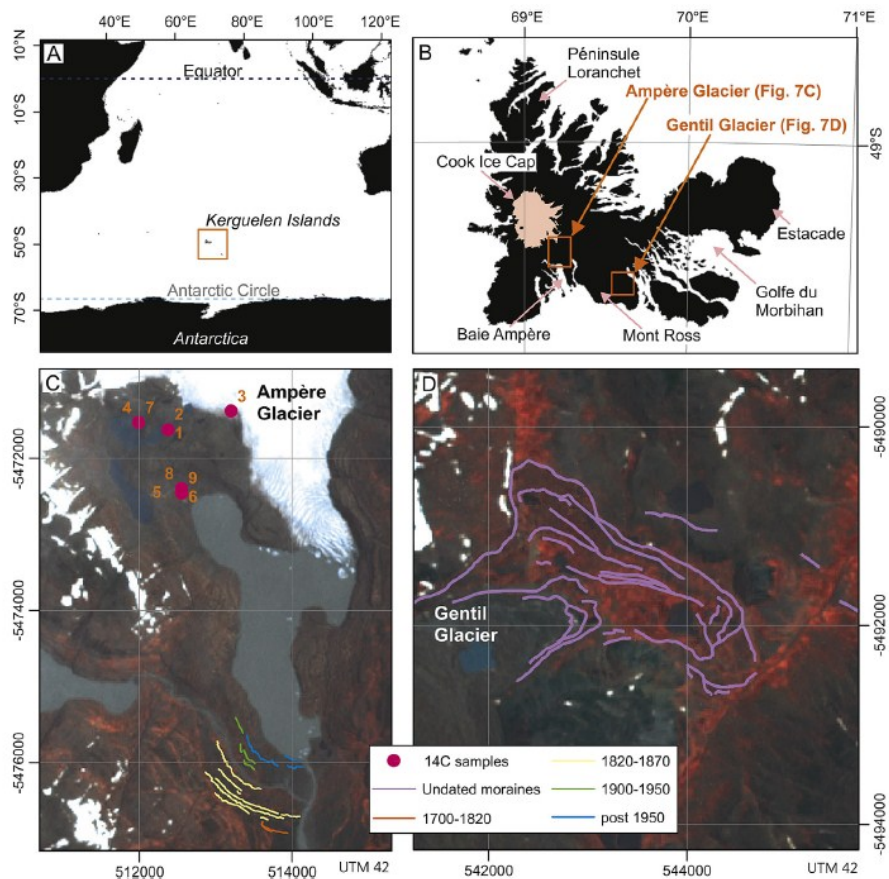 40°E 60°E 80°E 100°E 120°E
A
10°N
Equator
10°S
30°S
Kerguelen Islands
50°S
Antarctic Circle
70°S
Antarctica
69°E 70°E 71°E
B
Péninsule
Loranchet
Ampère Glacier (Fig. 7C)
Gentil Glacier (Fig. 7D)
49°S
Cook Ice Cap
Estacade
Golfe du
Morbihan
Baie Ampère
Mont Ross
C
Ampère
Glacier
3
4 7 2
1
8 9
5 6
-5472000
-5474000
-5476000
512000 514000
UTM 42
D
Gentil
Glacier
-5490000
-5492000
-5494000
542000 544000
UTM 42
14C samples
Undated moraines
1700-1820
1820-1870
1900-1950
post 1950